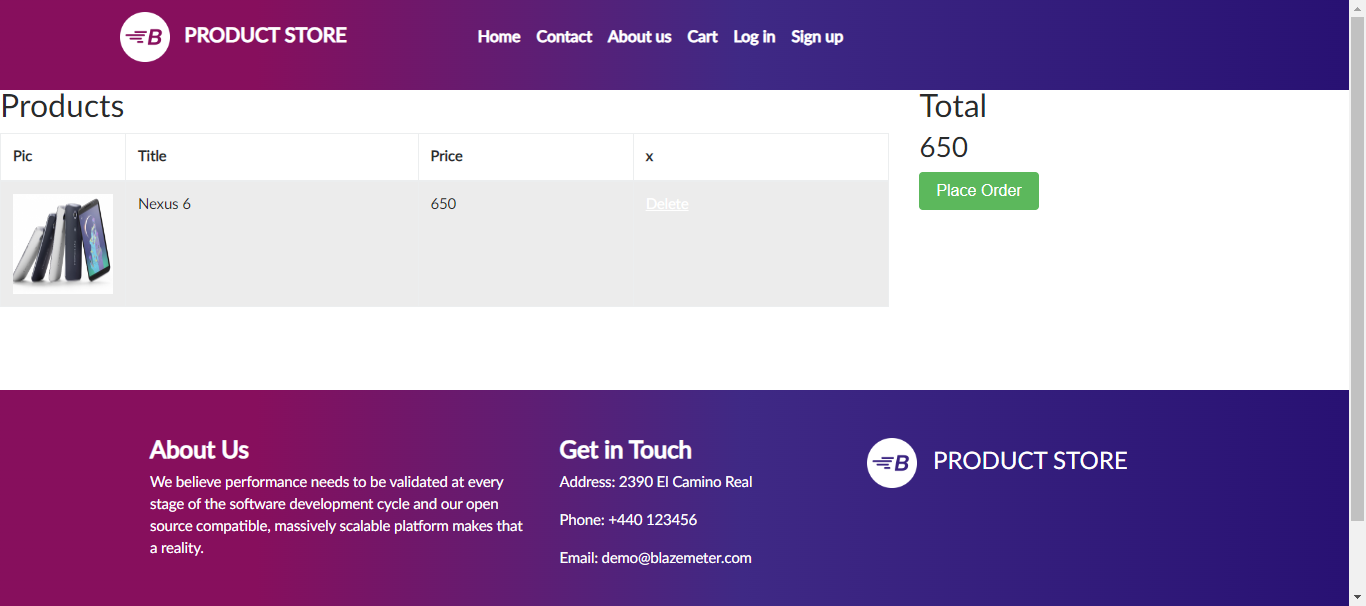 B PRODUCT STORE Home Contact About us Cart Log in Sign up
Products
Pic Title Price x
Nexus 6 650 Delete
Total
650
Place Order
About Us
We believe performance needs to be validated at every
stage of the software development cycle and our open
source compatible, massively scalable platform makes that
a reality.
Get in Touch
Address: 2390 El Camino Real
Phone: +440 123456
Email: demo@blazemeter.com
B PRODUCT STORE